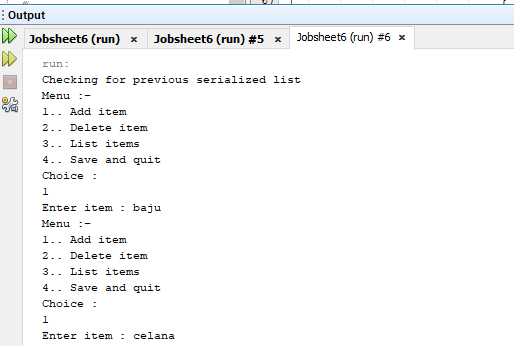 Output
Jobsheet6 (run) × Jobsheet6 (run) #5 × Jobsheet6 (run) #6 ×
run:
Checking for previous serialized list
Menu :-
1.. Add item
2.. Delete item
3.. List items
4.. Save and quit
Choice :
1
Enter item : baju
Menu :-
1.. Add item
2.. Delete item
3.. List items
4.. Save and quit
Choice :
1
Enter item : celana